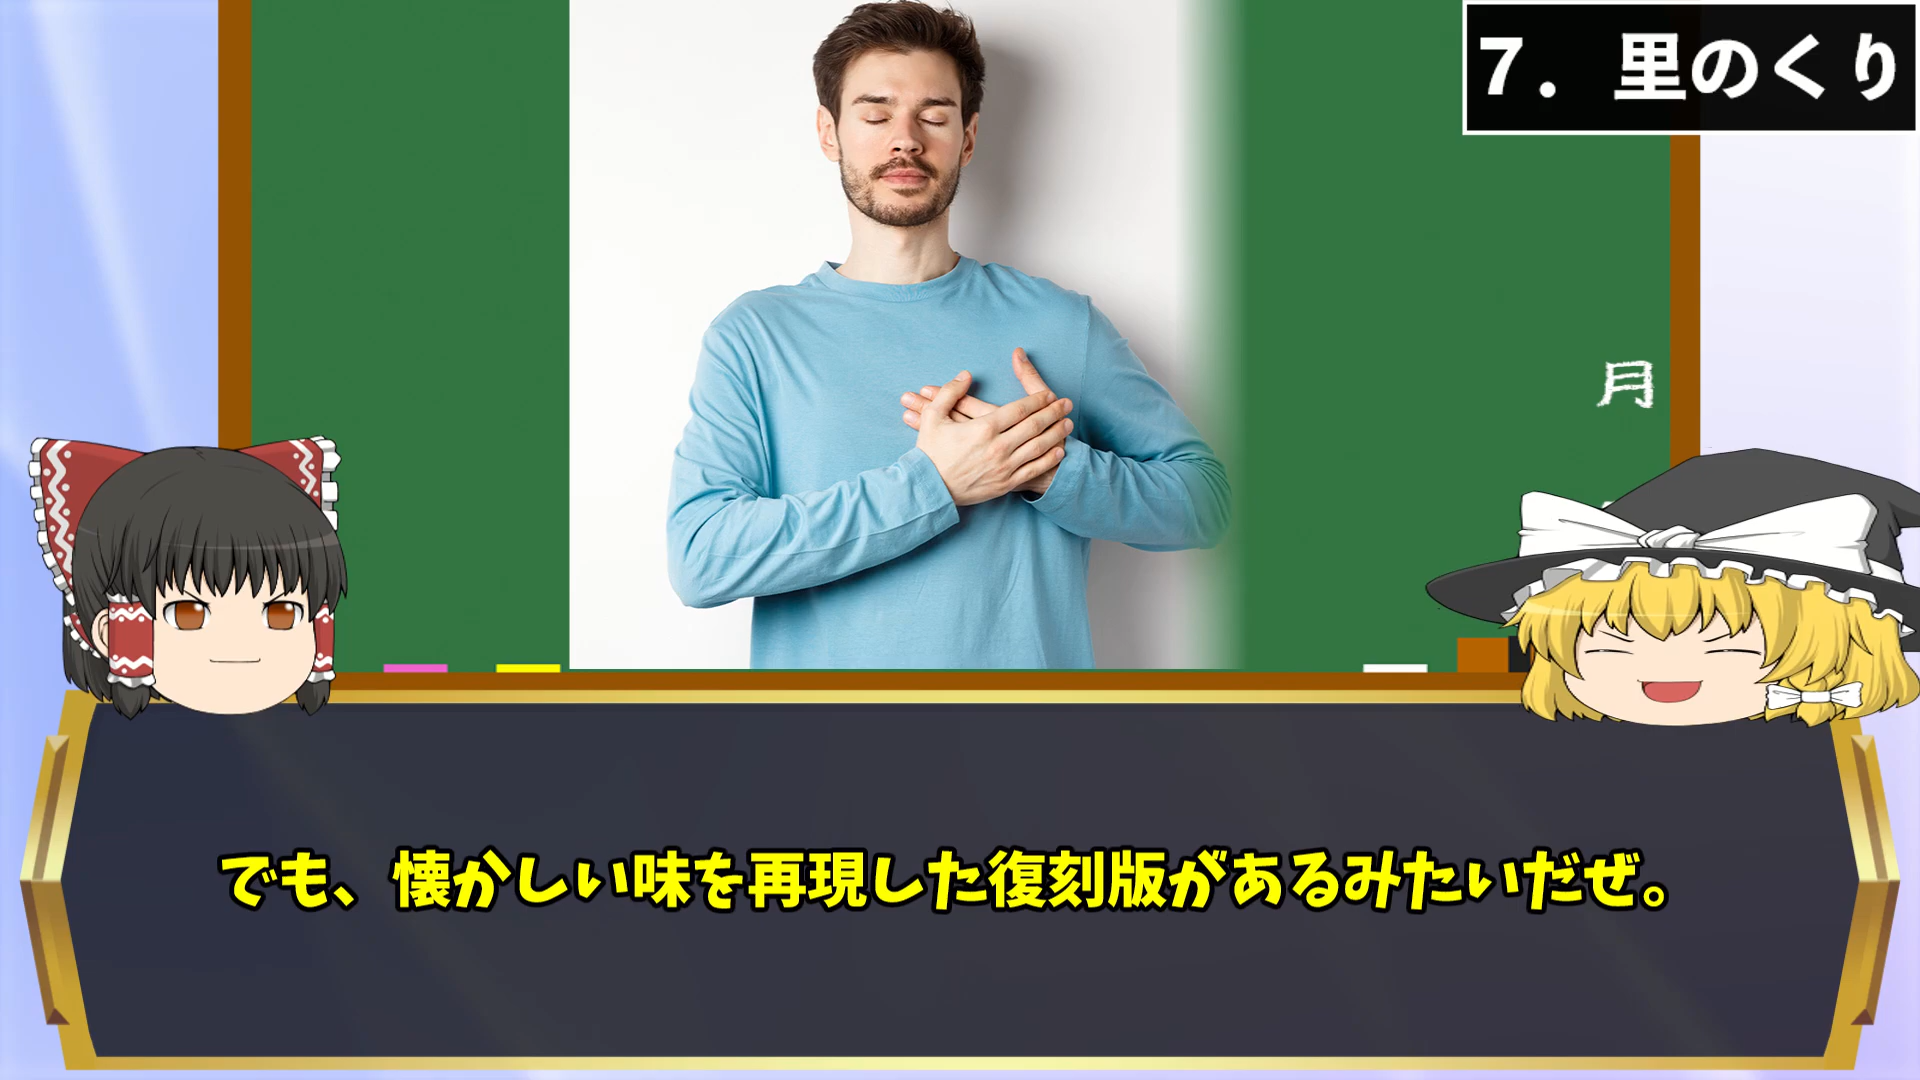 7．里のくり
月
でも、懐かしい味を再現した復刻版があるみたいだぜ。